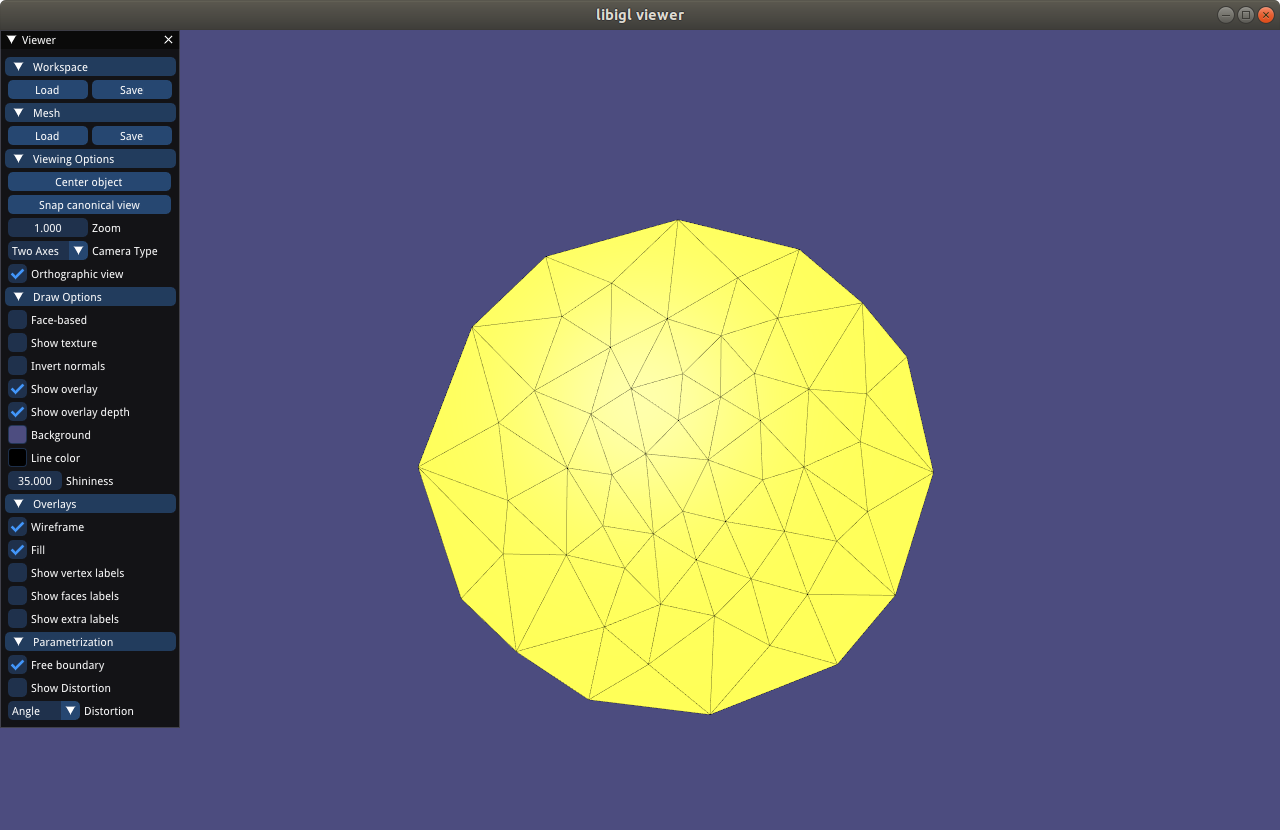 libigl viewer
Viewer
Workspace
Load Save
Mesh
Load Save
Viewing Options
Center object
Snap canonical view
1.000 Zoom
Two Axes Camera Type
Orthographic view
Draw Options
Face-based
Show texture
Invert normals
Show overlay
Show overlay depth
Background
Line color
35.000 Shininess
Overlays
Wireframe
Fill
Show vertex labels
Show faces labels
Show extra labels
Parametrization
Free boundary
Show Distortion
Angle Distortion